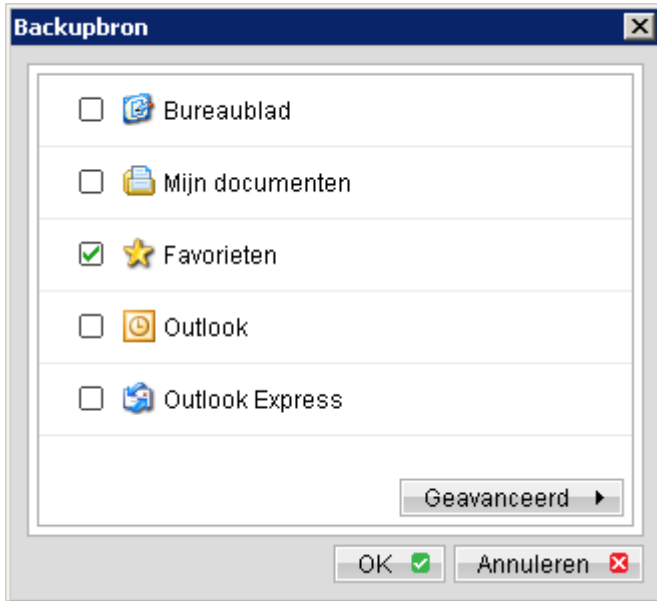 Backupbron
Bureaublad
Mijn documenten
Favorieten
Outlook
Outlook Express
Geavanceerd
OK
Annuleren